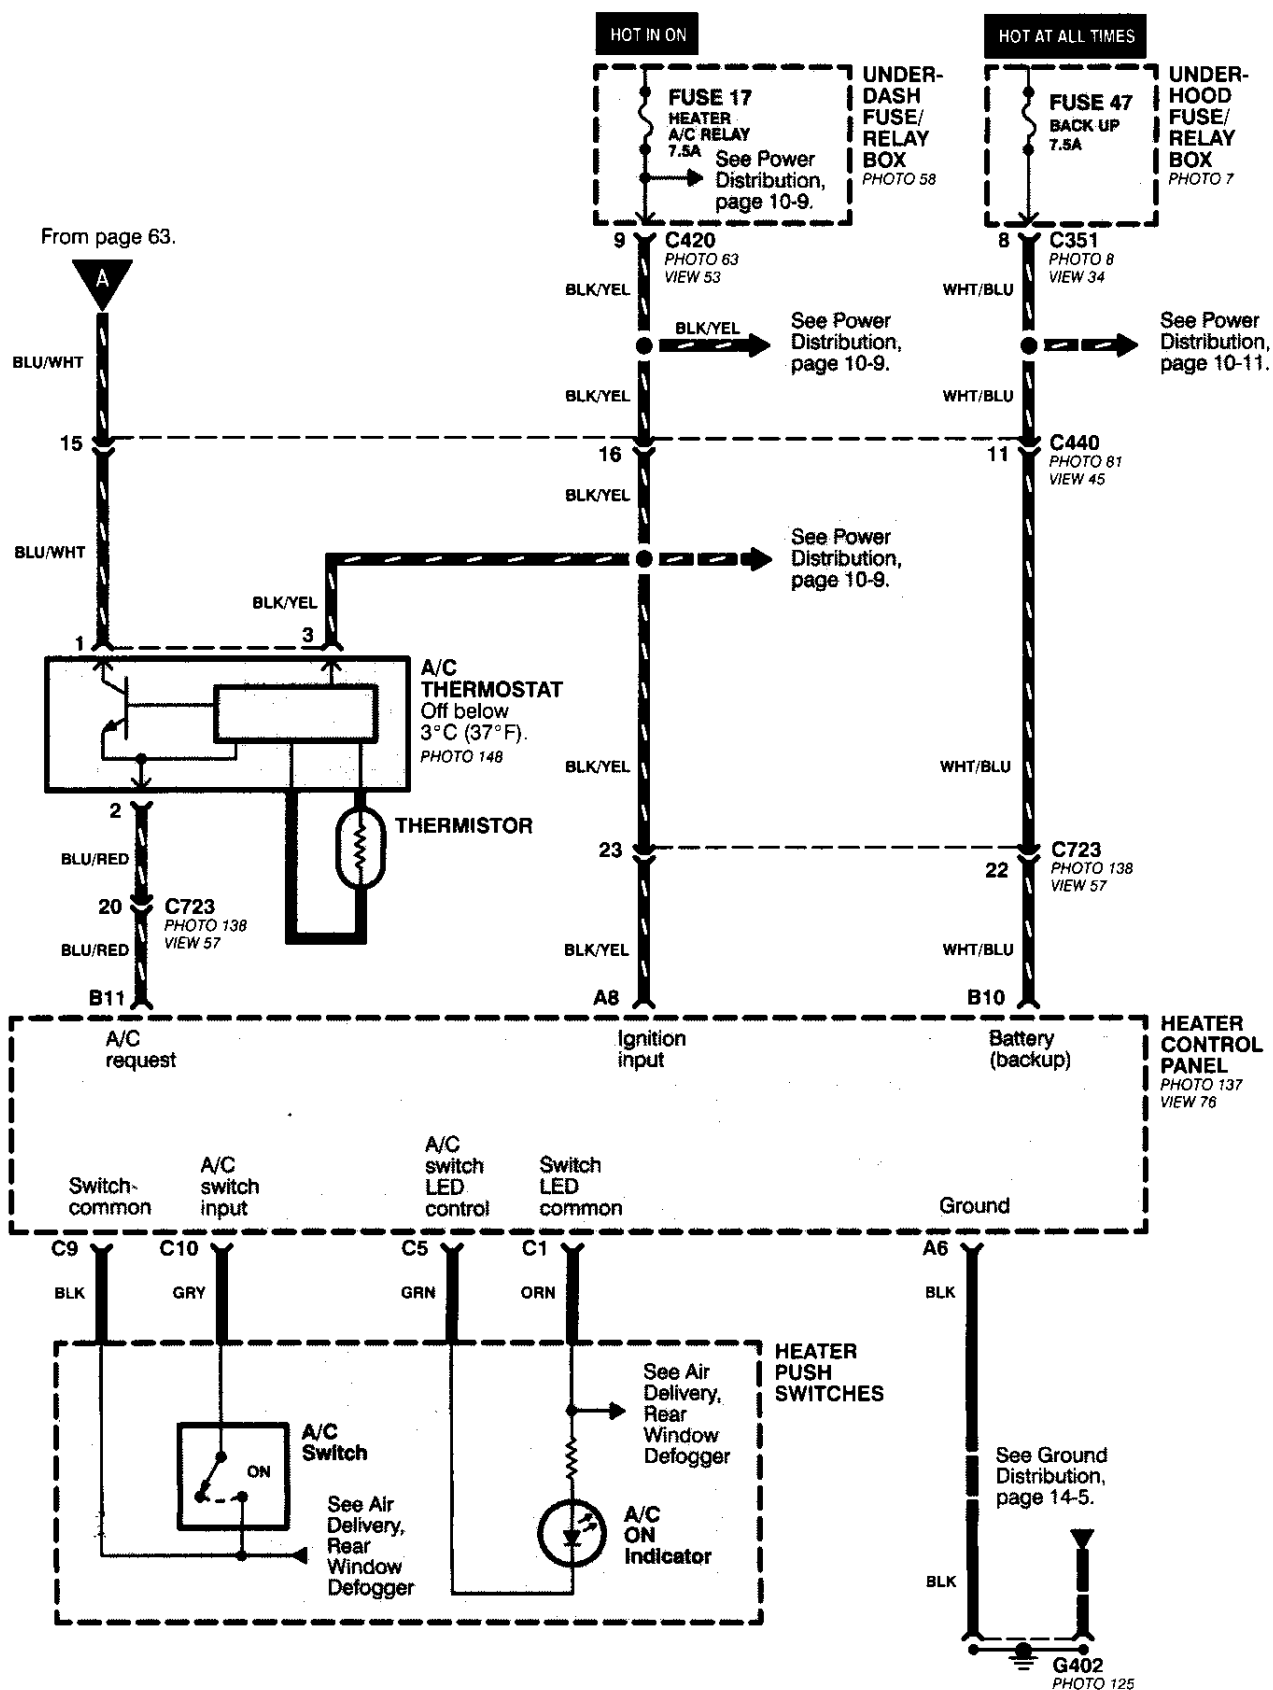 HOT IN ON
HOT AT ALL TIMES
FUSE 17
HEATER
A/C RELAY
7.5A
See Power
Distribution,
page 10-9.
UNDER-
DASH
FUSE/
RELAY
BOX
PHOTO 58
FUSE 47
BACK UP
7.5A
UNDER-
HOOD
FUSE/
RELAY
BOX
PHOTO 7
From page 63.
A
9
C420
PHOTO 63
VIEW 53
8
C351
PHOTO 8
VIEW 34
BLK/YEL
WHT/BLU
BLK/YEL
See Power
Distribution,
page 10-9.
See Power
Distribution,
page 10-11.
BLU/WHT
BLK/YEL
WHT/BLU
15
16
11
C440
PHOTO 81
VIEW 45
BLK/YEL
BLU/WHT
See Power
Distribution,
page 10-9.
BLK/YEL
1
3
A/C
THERMOSTAT
Off below
3°C (37°F).
PHOTO 148
BLK/YEL
WHT/BLU
2
THERMISTOR
BLU/RED
23
22
C723
PHOTO 138
VIEW 57
20
C723
PHOTO 138
VIEW 57
BLU/RED
BLK/YEL
WHT/BLU
B11
A8
B10
A/C
request
Ignition
input
Battery
(backup)
HEATER
CONTROL
PANEL
PHOTO 137
VIEW 76
Switch-
common
A/C
switch
input
A/C
switch
LED
control
Switch
LED
common
Ground
C9
C10
C5
C1
A6
BLK
GRY
GRN
ORN
BLK
HEATER
PUSH
SWITCHES
See Air
Delivery,
Rear
Window
Defogger
A/C
Switch
ON
See Air
Delivery,
Rear
Window
Defogger
A/C
ON
Indicator
See Ground
Distribution,
page 14-5.
BLK
G402
PHOTO 125